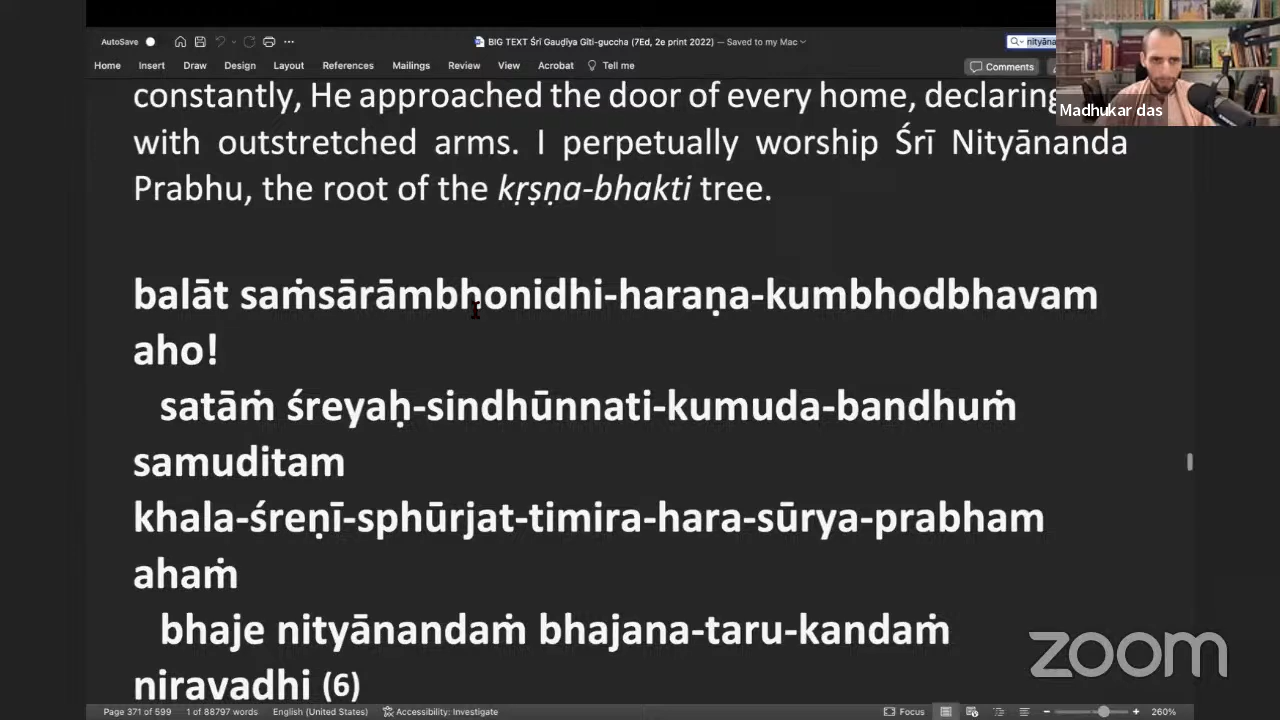 AutoSave
BIG TEXT Śrī Gauḍīya Gīti-guccha (7Ed, 2e print 2022) — Saved to my Mac
nityāna
Home Insert Draw Design Layout References Mailings Review View Acrobat Tell me
Comments
Madhukar das
constantly, He approached the door of every home, declaring
with outstretched arms. I perpetually worship Śrī Nityānanda
Prabhu, the root of the kṛṣṇa-bhakti tree.
balāt saṁsārāmbhonidhi-haraṇa-kumbhodbhavam
aho!
satāṁ śreyaḥ-sindhūnnati-kumuda-bandhuṁ
samuditam
khala-śreṇī-sphūrjat-timira-hara-sūrya-prabham
ahaṁ
bhaje nityānandaṁ bhajana-taru-kandaṁ
niravadhi (6)
zoom
Page 371 of 599 1 of 88797 words English (United States) Accessibility: Investigate Focus 260%